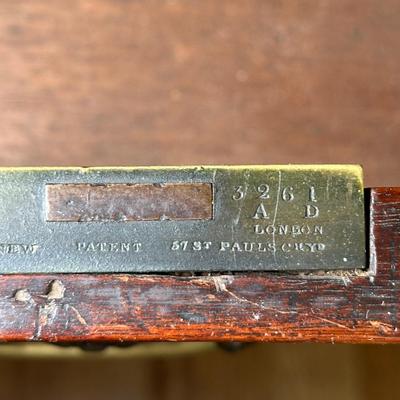 3261
A D
LONDON
NEW PATENT 57 ST PAULS CHYD